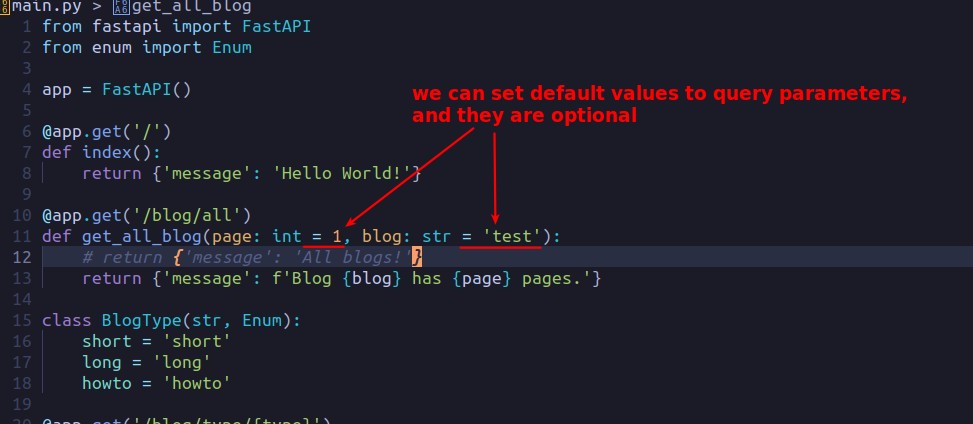 main.py > get_all_blog
1 from fastapi import FastAPI
2 from enum import Enum
3
4 app = FastAPI()
we can set default values to query parameters,
5
and they are optional
6 @app.get('/')
7 def index():
8     return {'message': 'Hello World!'}
9
10 @app.get('/blog/all')
11 def get_all_blog(page: int = 1, blog: str = 'test'):
12     # return {'message': 'All blogs!'}
13     return {'message': f'Blog {blog} has {page} pages.'}
14
15 class BlogType(str, Enum):
16     short = 'short'
17     long = 'long'
18     howto = 'howto'
19
20 @app.get('/blog/type/{type}')